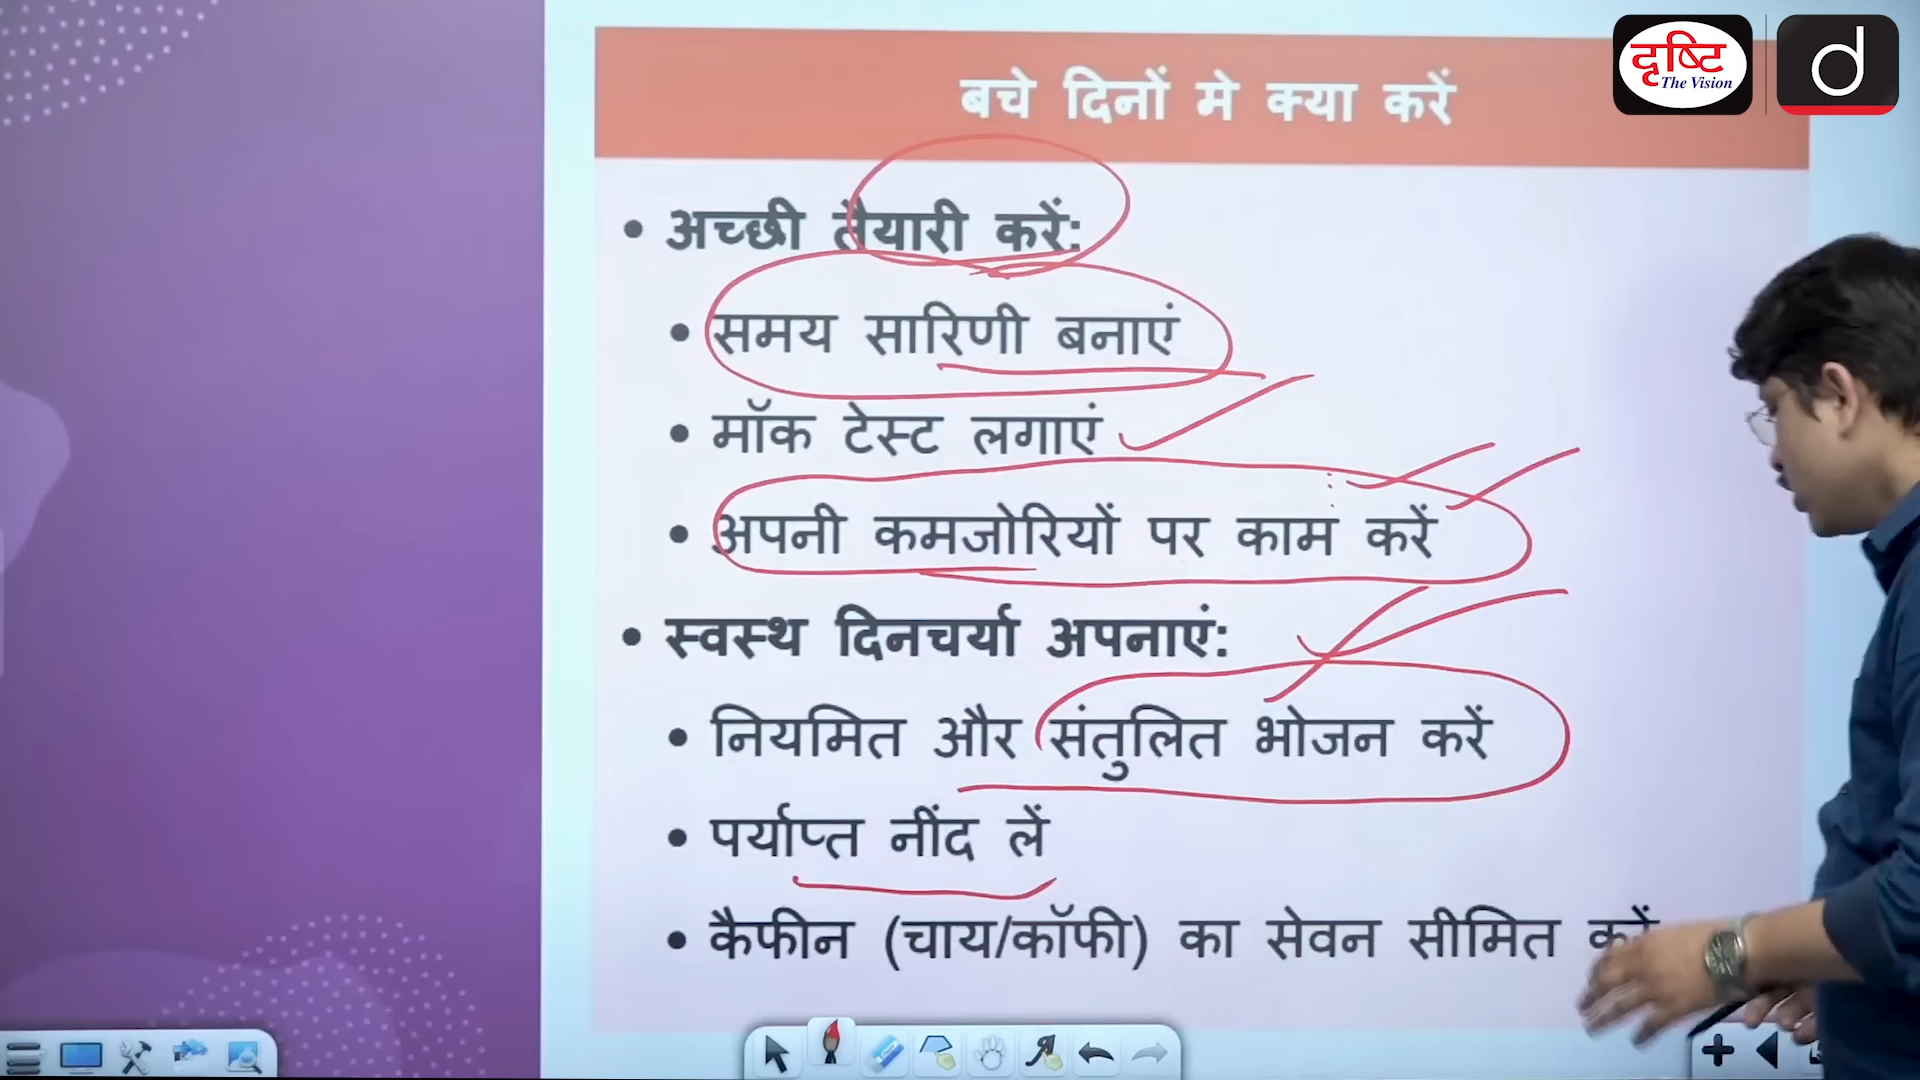 दृष्टि
The Vision
d
बचे दिनों मे क्या करें
• अच्छी तैयारी करें:
• समय सारिणी बनाएं
• मॉक टेस्ट लगाएं
• अपनी कमजोरियों पर काम करें
• स्वस्थ दिनचर्या अपनाएं:
• नियमित और संतुलित भोजन करें
• पर्याप्त नींद लें
• कैफीन (चाय/कॉफी) का सेवन सीमित करें